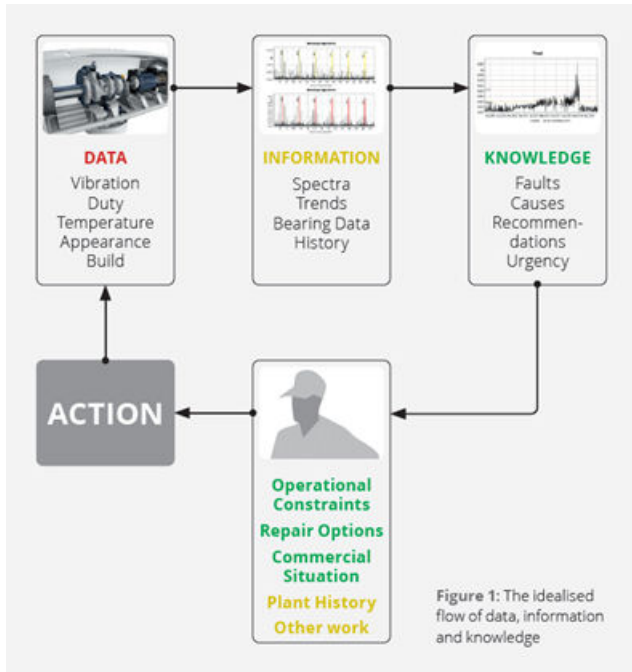 DATA
Vibration
Duty
Temperature
Appearance
Build
INFORMATION
Spectra
Trends
Bearing Data
History
KNOWLEDGE
Faults
Causes
Recommen-
dations
Urgency
ACTION
Operational
Constraints
Repair Options
Commercial
Situation
Plant History
Other work
Figure 1: The idealised
flow of data, information
and knowledge